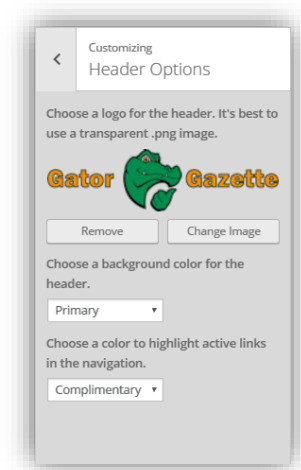 Customizing
Header Options
Choose a logo for the header. It's best to
use a transparent .png image.
Gator Gazette
Remove Change Image
Choose a background color for the
header.
Primary
Choose a color to highlight active links
in the navigation.
Complimentary